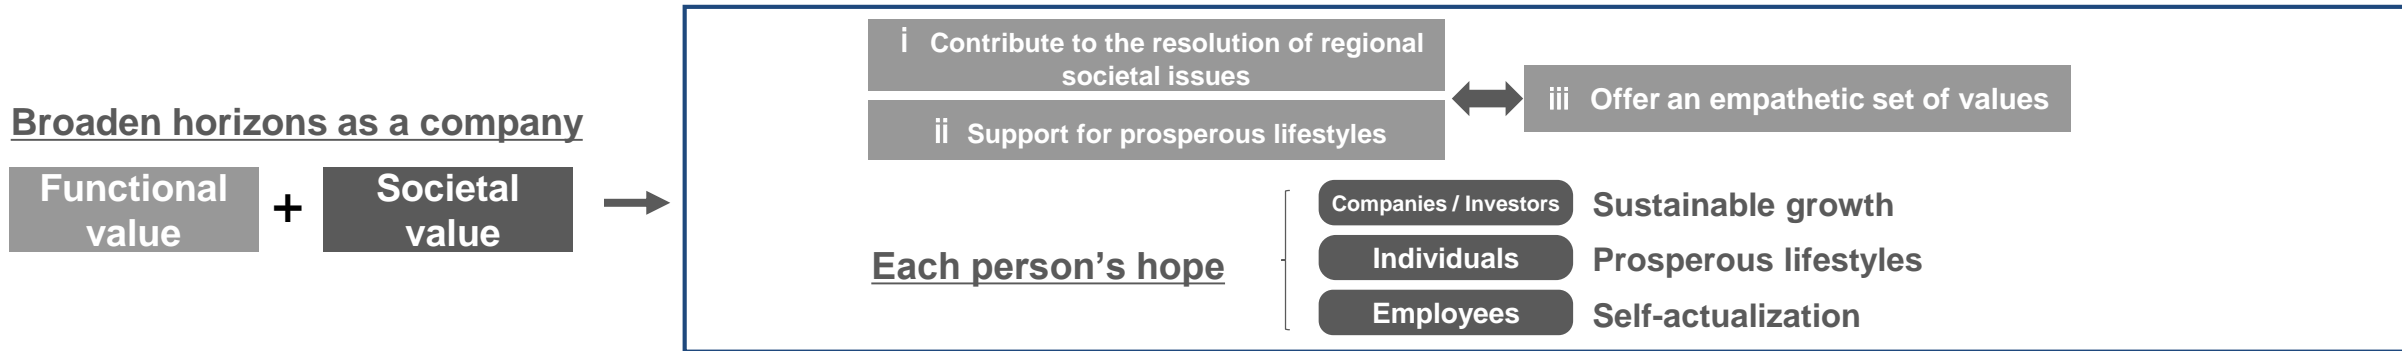 Broaden horizons as a company
Functional
value
+
Societal
value
i Contribute to the resolution of regional
societal issues
ii Support for prosperous lifestyles
iii Offer an empathetic set of values
Each person’s hope
Companies / Investors Sustainable growth
Individuals Prosperous lifestyles
Employees Self-actualization